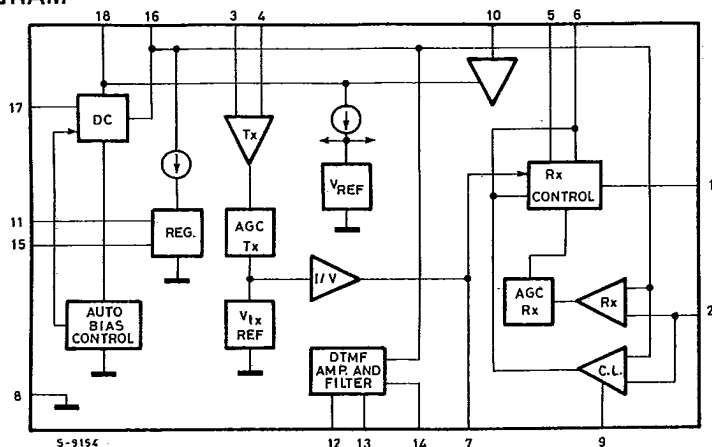 18 16 3 4 10 5 6
17
DC
Tx
VREF
Rx
CONTROL
1
11
15
REG.
AGC
Tx
I/V
AGC
Rx
Rx
2
AUTO
BIAS
CONTROL
Vtx
REF
DTMF
AMP. AND
FILTER
C.L.
8
S-9154
12 13 14 7 9